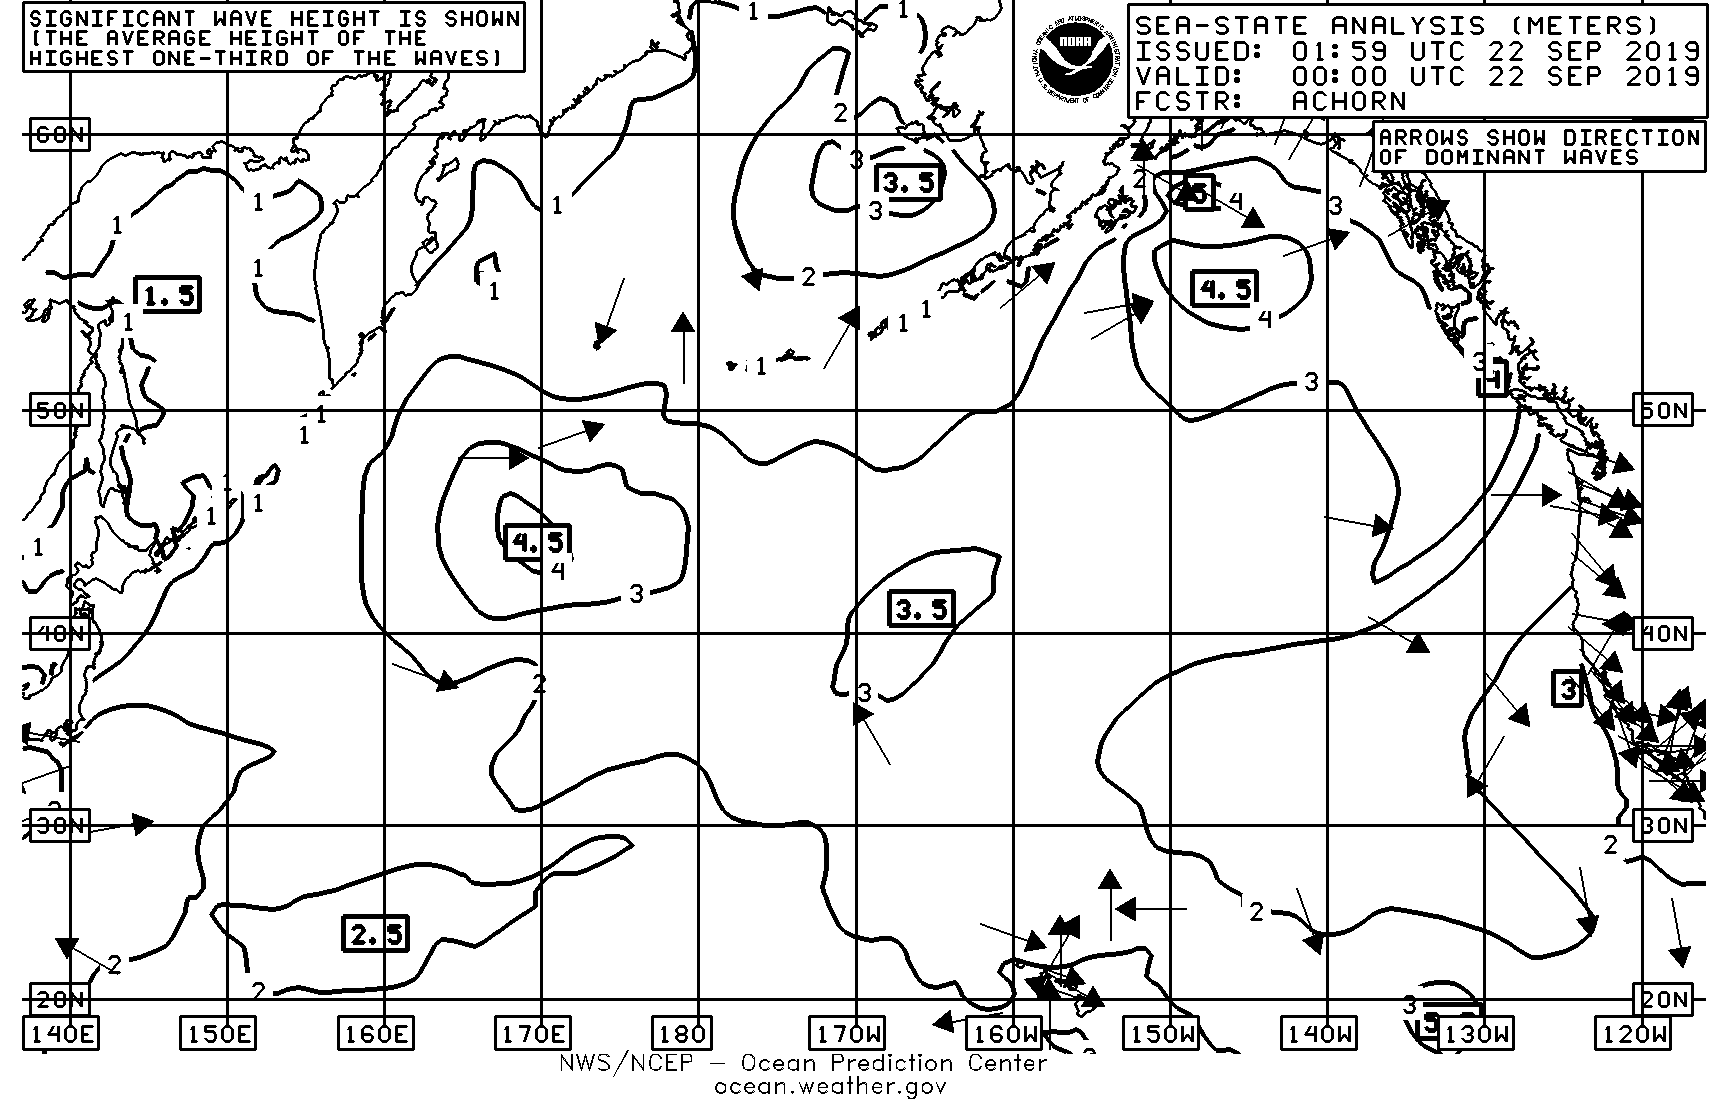 SIGNIFICANT WAVE HEIGHT IS SHOWN
(THE AVERAGE HEIGHT OF THE
HIGHEST ONE-THIRD OF THE WAVES)
NOAA
SEA-STATE ANALYSIS (METERS)
ISSUED: 01:59 UTC 22 SEP 2019
VALID: 00:00 UTC 22 SEP 2019
FCSTR: ACHORN
ARROWS SHOW DIRECTION
OF DOMINANT WAVES
1
1
2
60N
3
3.5
2
5
4
1
1
1
3
3
1
2
1.5
1
1
4.5
1
1
1
4
1
3
3
4
50N
1
50N
1
1
1
1
4.5
1
4
3
3.5
40N
40N
2
3
3
30N
30N
2
2.5
2
2
2
20N
3
20N
140E 150E 160E 170E 180 170W 160W 150W 140W 130W 120W
NWS/NCEP – Ocean Prediction Center
ocean.weather.gov